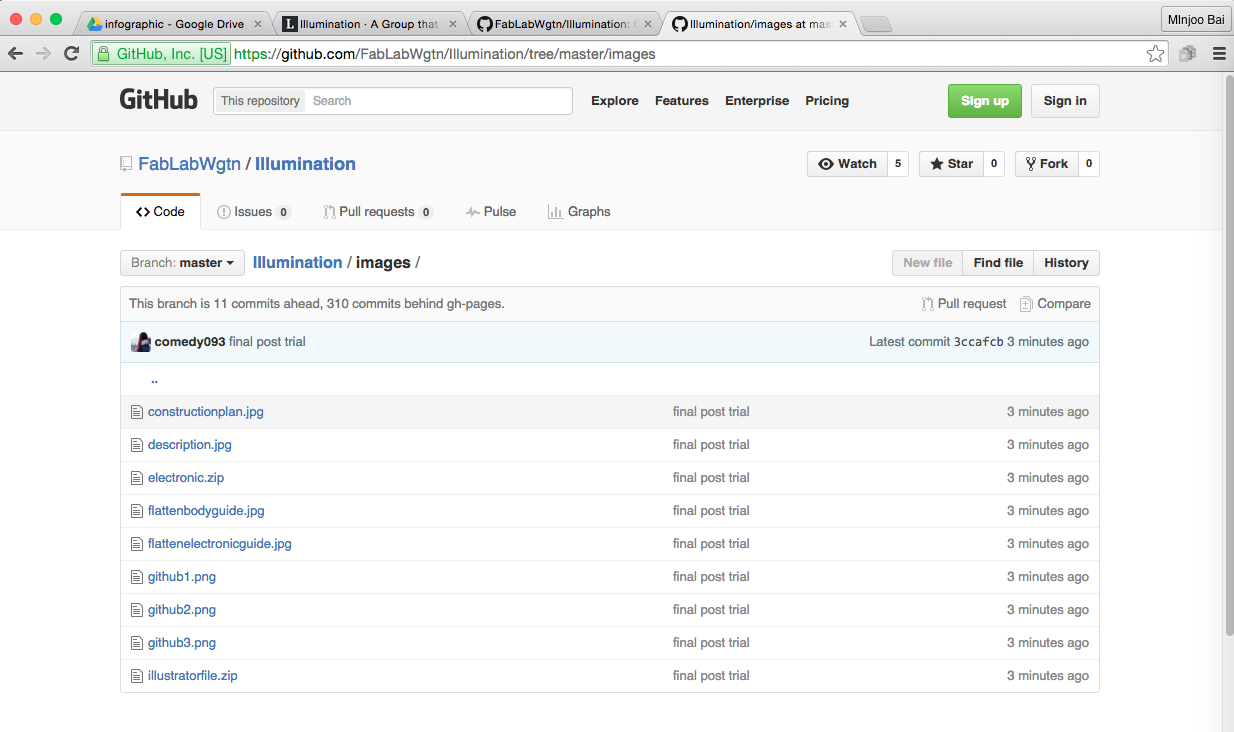 infographic - Google Drive Illumination · A Group that FabLabWgtn/Illumination: Illumination/images at mas MInjoo Bai
GitHub, Inc. [US] https://github.com/FabLabWgtn/Illumination/tree/master/images
GitHub This repository Search Explore Features Enterprise Pricing Sign up Sign in
FabLabWgtn / Illumination Watch 5 Star 0 Fork 0
Code Issues 0 Pull requests 0 Pulse Graphs
Branch: master Illumination / images / New file Find file History
This branch is 11 commits ahead, 310 commits behind gh-pages. Pull request Compare
comedy093 final post trial Latest commit 3ccafcb 3 minutes ago
..
constructionplan.jpg final post trial 3 minutes ago
description.jpg final post trial 3 minutes ago
electronic.zip final post trial 3 minutes ago
flattenbodyguide.jpg final post trial 3 minutes ago
flattenelectronicguide.jpg final post trial 3 minutes ago
github1.png final post trial 3 minutes ago
github2.png final post trial 3 minutes ago
github3.png final post trial 3 minutes ago
illustratorfile.zip final post trial 3 minutes ago